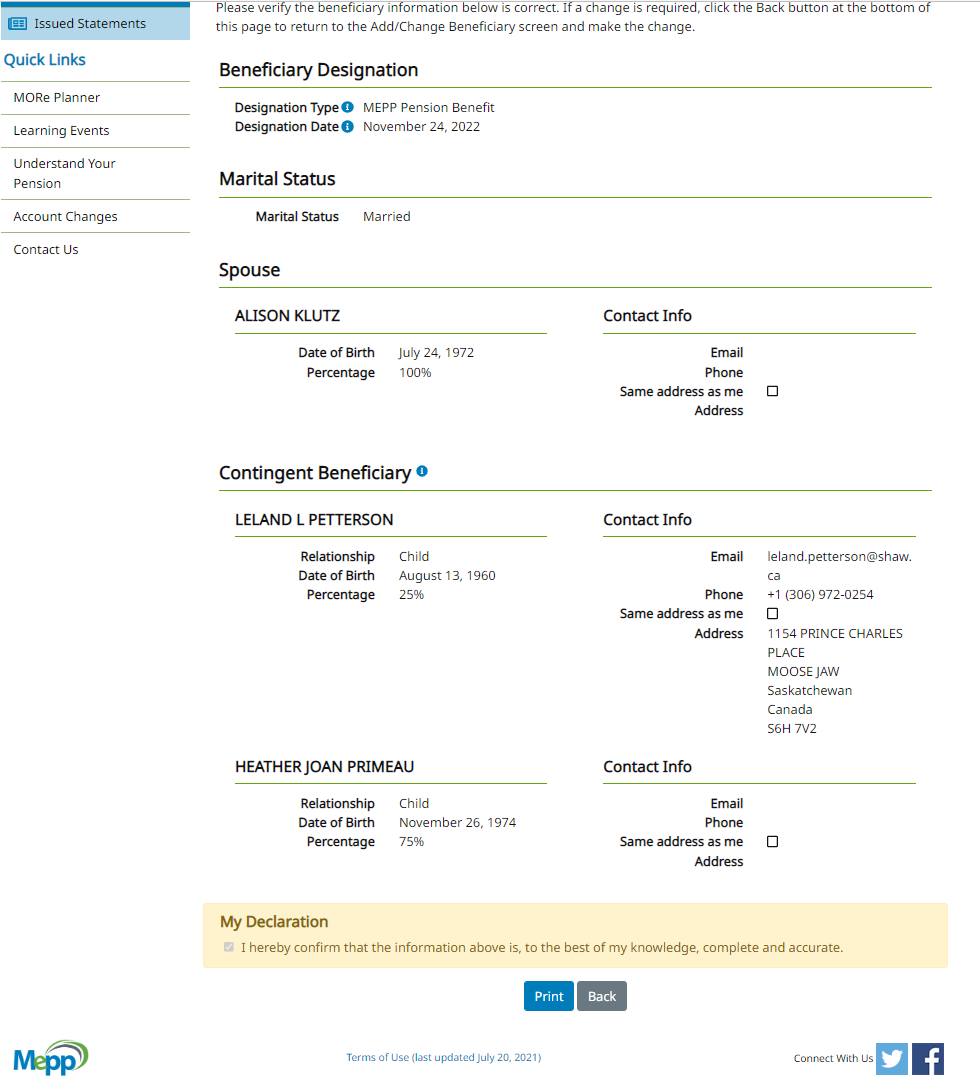 Please verify the beneficiary information below is correct. If a change is required, click the Back button at the bottom of
this page to return to the Add/Change Beneficiary screen and make the change.
Issued Statements
Quick Links
MORe Planner
Learning Events
Understand Your
Pension
Account Changes
Contact Us
Beneficiary Designation
Designation Type MEPP Pension Benefit
Designation Date November 24, 2022
Marital Status
Marital Status Married
Spouse
ALISON KLUTZ
Date of Birth July 24, 1972
Percentage 100%
Contact Info
Email
Phone
Same address as me
Address
Contingent Beneficiary
LELAND L PETTERSON
Relationship Child
Date of Birth August 13, 1960
Percentage 25%
Contact Info
Email leland.petterson@shaw.
ca
Phone +1 (306) 972-0254
Same address as me
Address 1154 PRINCE CHARLES
PLACE
MOOSE JAW
Saskatchewan
Canada
S6H 7V2
HEATHER JOAN PRIMEAU
Relationship Child
Date of Birth November 26, 1974
Percentage 75%
Contact Info
Email
Phone
Same address as me
Address
My Declaration
I hereby confirm that the information above is, to the best of my knowledge, complete and accurate.
Print Back
Mepp
Terms of Use (last updated July 20, 2021)
Connect With Us